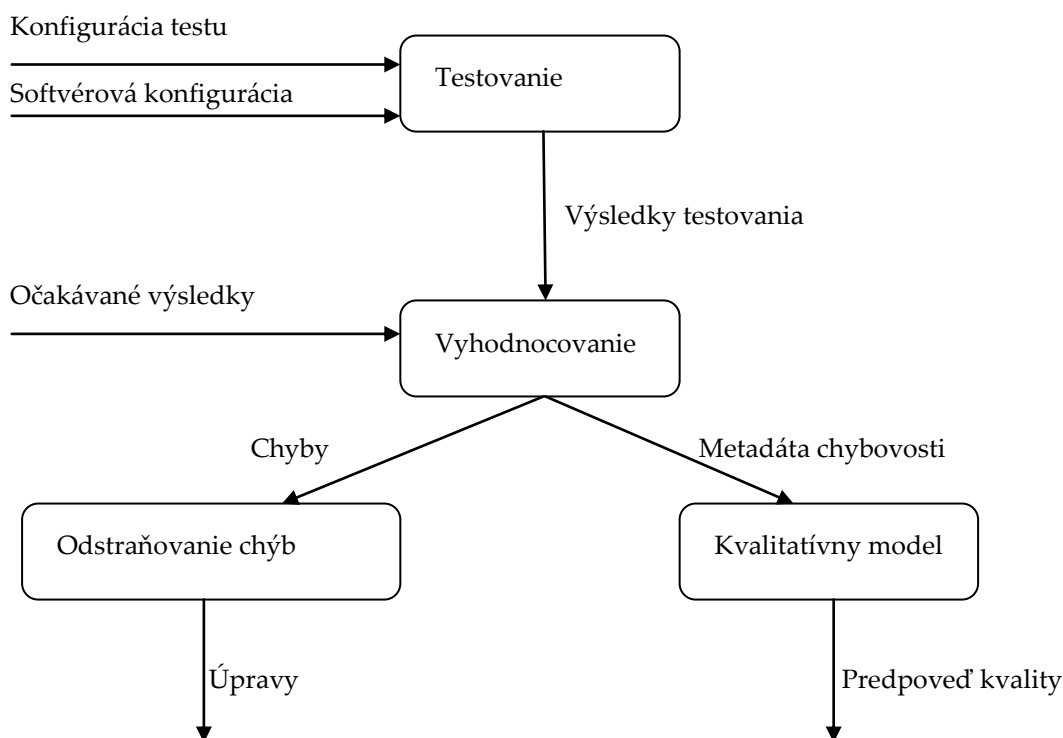 Konfigurácia testu
Testovanie
Softvérová konfigurácia
Výsledky testovania
Očakávané výsledky
Vyhodnocovanie
Chyby
Metadáta chybovosti
Odstraňovanie chýb
Kvalitatívny model
Úpravy
Predpoveď kvality